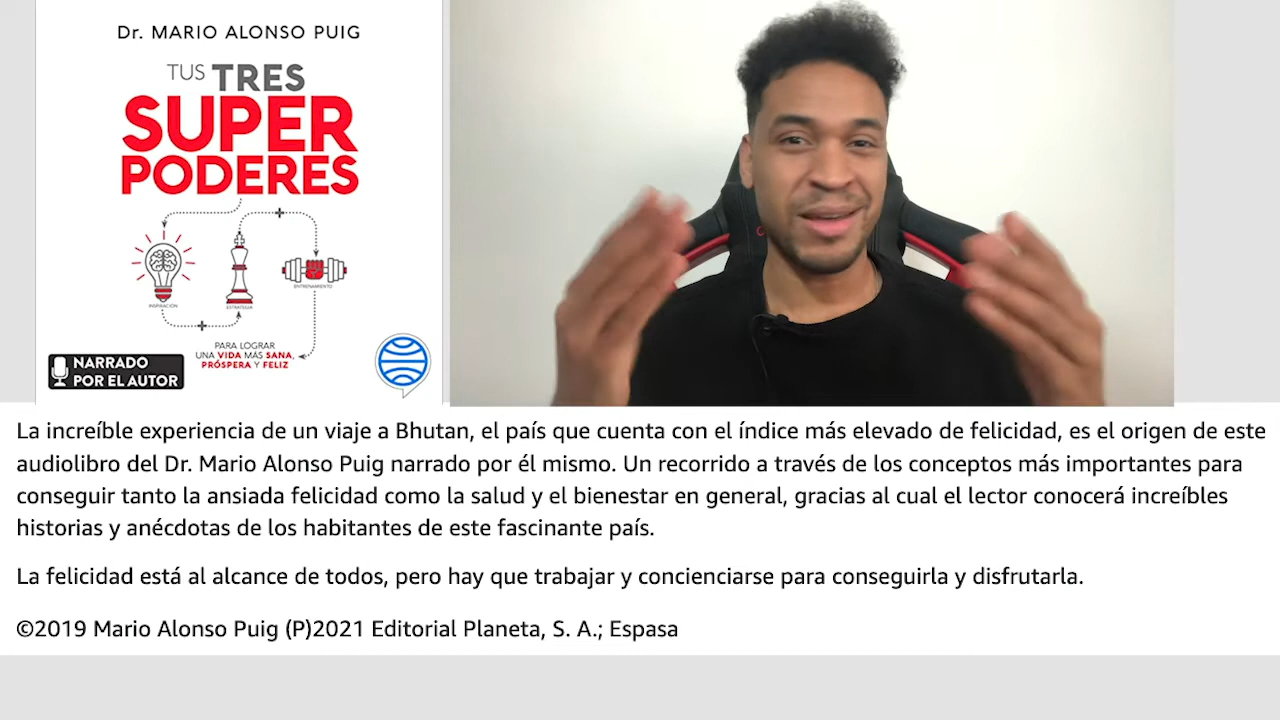 Dr. MARIO ALONSO PUIG
TUS TRES
SUPER
PODERES
INSPIRACIÓN
ESTRATEGIA
ENTRENAMIENTO
PARA LOGRAR
UNA VIDA MÁS SANA,
PRÓSPERA Y FELIZ
NARRADO
POR EL AUTOR
La increíble experiencia de un viaje a Bhutan, el país que cuenta con el índice más elevado de felicidad, es el origen de este
audiolibro del Dr. Mario Alonso Puig narrado por él mismo. Un recorrido a través de los conceptos más importantes para
conseguir tanto la ansiada felicidad como la salud y el bienestar en general, gracias al cual el lector conocerá increíbles
historias y anécdotas de los habitantes de este fascinante país.
La felicidad está al alcance de todos, pero hay que trabajar y concienciarse para conseguirla y disfrutarla.
©2019 Mario Alonso Puig (P)2021 Editorial Planeta, S. A.; Espasa